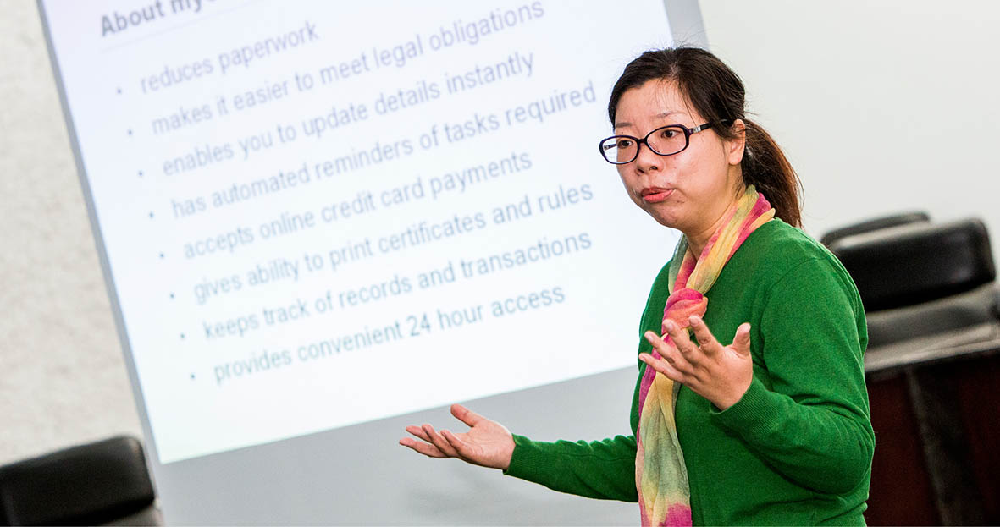 About
reduces paperwork
makes it easier to meet legal obligations
enables you to update details instantly
has automated reminders of tasks required
accepts online credit card payments
gives ability to print certificates and rules
keeps track of records and transactions
provides convenient 24 hour access